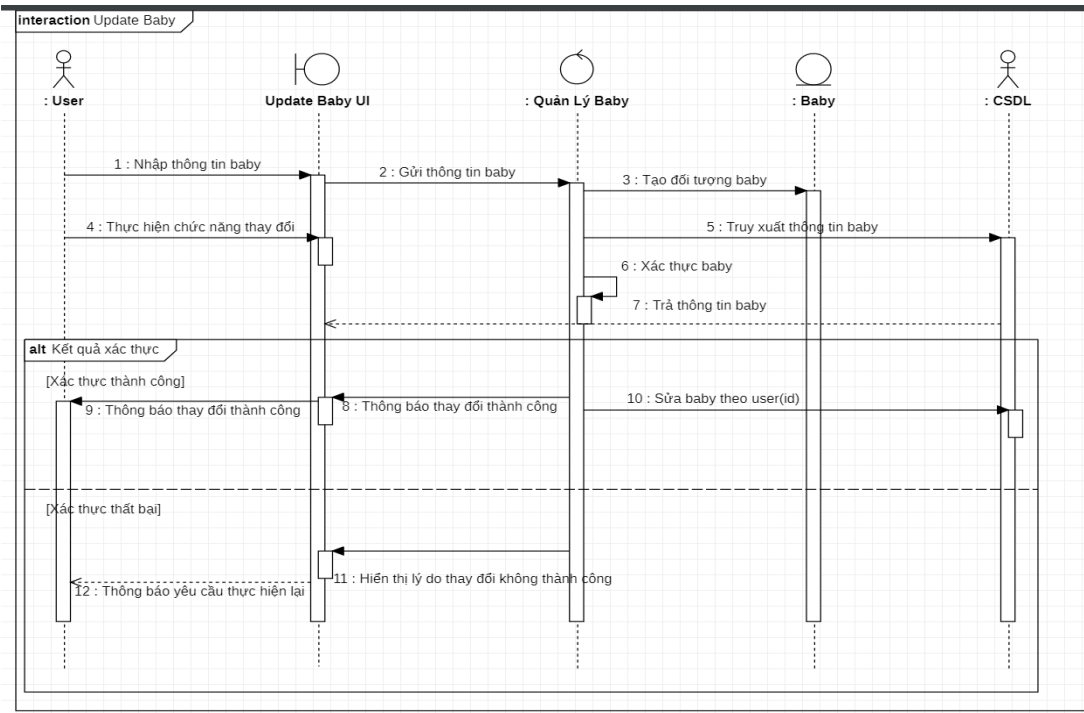 interaction Update Baby
: User
Update Baby UI
: Quản Lý Baby
: Baby
: CSDL
1 : Nhập thông tin baby
2 : Gửi thông tin baby
3 : Tạo đối tượng baby
4 : Thực hiện chức năng thay đổi
5 : Truy xuất thông tin baby
6 : Xác thực baby
7 : Trả thông tin baby
alt Kết quả xác thực
[Xác thực thành công]
8 : Thông báo thay đổi thành công
9 : Thông báo thay đổi thành công
10 : Sửa baby theo user(id)
[Xác thực thất bại]
11 : Hiển thị lý do thay đổi không thành công
12 : Thông báo yêu cầu thực hiện lại